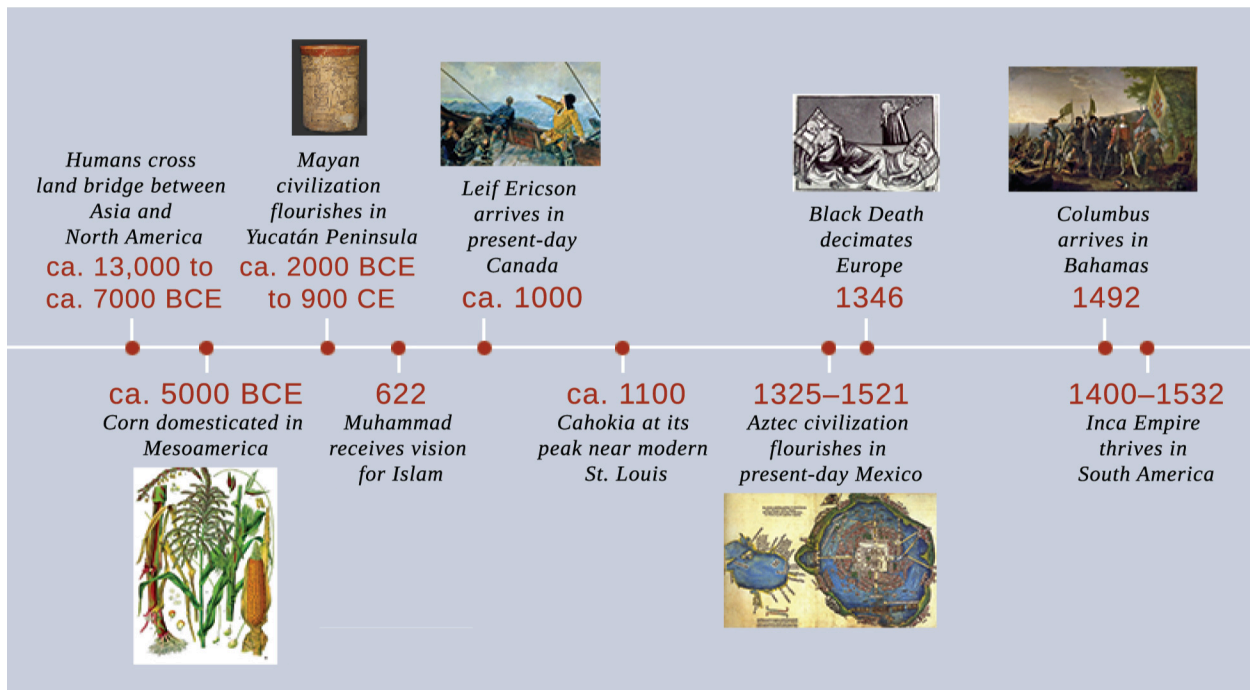 Humans cross
land bridge between
Asia and
North America
ca. 13,000 to
ca. 7000 BCE
ca. 5000 BCE
Corn domesticated in
Mesoamerica
Mayan
civilization
flourishes in
Yucatán Peninsula
ca. 2000 BCE
to 900 CE
622
Muhammad
receives vision
for Islam
Leif Ericson
arrives in
present-day
Canada
ca. 1000
ca. 1100
Cahokia at its
peak near modern
St. Louis
1325–1521
Aztec civilization
flourishes in
present-day Mexico
Black Death
decimates
Europe
1346
Columbus
arrives in
Bahamas
1492
1400–1532
Inca Empire
thrives in
South America